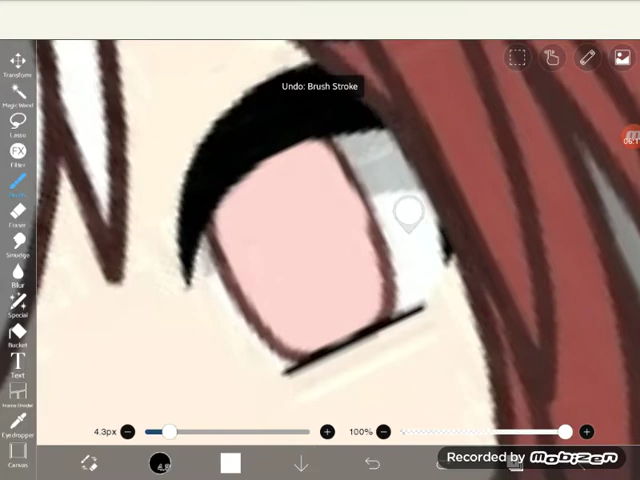 Undo: Brush Stroke
Transform
Magic Wand
Lasso
FX
Filter
Eraser
Smudge
Blur
Special
Bucket
T
Text
Frame Divider
Eyedropper
Canvas
4.3px
100%
Recorded by mobizen